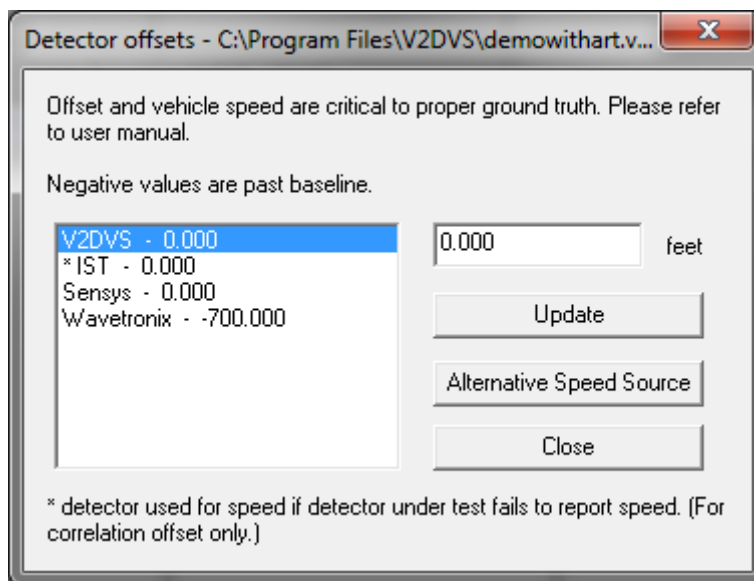 Detector offsets - C:\Program Files\V2DVS\demowithart.v...
Offset and vehicle speed are critical to proper ground truth. Please refer
to user manual.
Negative values are past baseline.
V2DVS - 0.000
* IST - 0.000
Sensys - 0.000
Wavetronix - -700.000
0.000
feet
Update
Alternative Speed Source
Close
* detector used for speed if detector under test fails to report speed. (For
correlation offset only.)